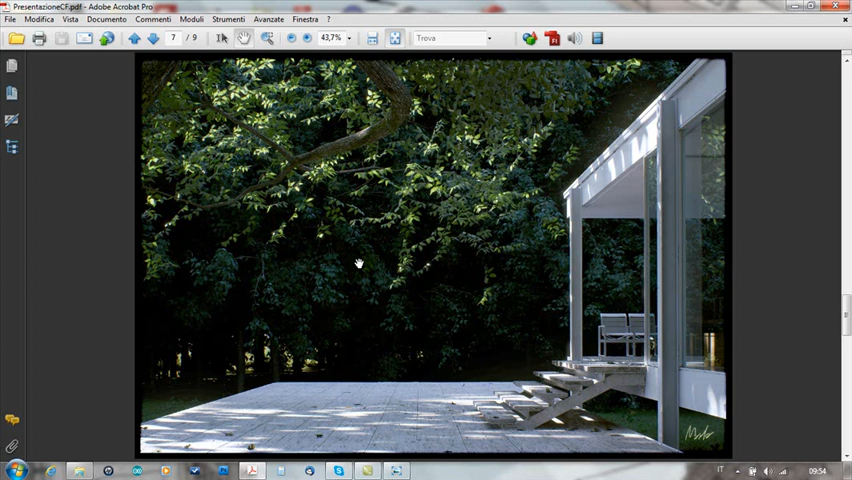 PresentazioneCF.pdf - Adobe Acrobat Pro
File Modifica Vista Documento Commenti Moduli Strumenti Avanzate Finestra ?
7 / 9 43,7% Trova
IT 09:54